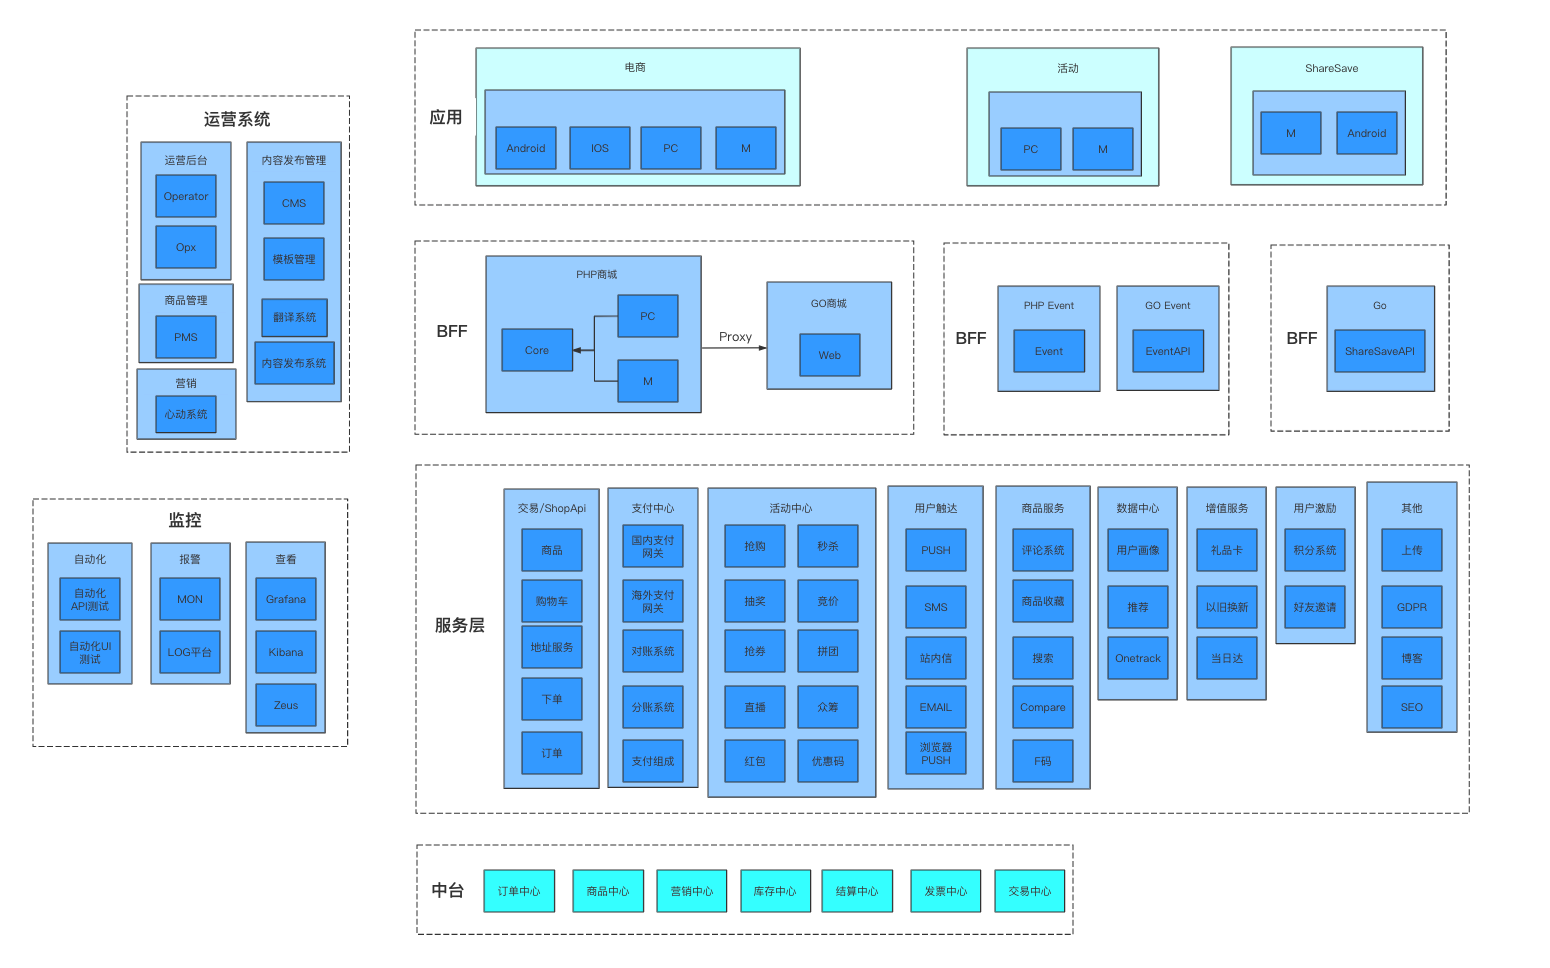 应用
电商
Android
IOS
PC
M
活动
PC
M
ShareSave
M
Android
运营系统
运营后台
Operator
Opx
商品管理
PMS
营销
心动系统
内容发布管理
CMS
模板管理
翻译系统
内容发布系统
BFF
PHP商城
Core
PC
M
Proxy
GO商城
Web
BFF
PHP Event
Event
GO Event
EventAPI
BFF
Go
ShareSaveAPI
监控
自动化
自动化
API测试
自动化UI
测试
报警
MON
LOG平台
查看
Grafana
Kibana
Zeus
服务层
交易/ShopApi
商品
购物车
地址服务
下单
订单
支付中心
国内支付
网关
海外支付
网关
对账系统
分账系统
支付组成
活动中心
抢购
秒杀
抽奖
竞价
抢券
拼团
直播
众筹
红包
优惠码
用户触达
PUSH
SMS
站内信
EMAIL
浏览器
PUSH
商品服务
评论系统
商品收藏
搜索
Compare
F码
数据中心
用户画像
推荐
Onetrack
增值服务
礼品卡
以旧换新
当日达
用户激励
积分系统
好友邀请
其他
上传
GDPR
博客
SEO
中台
订单中心
商品中心
营销中心
库存中心
结算中心
发票中心
交易中心